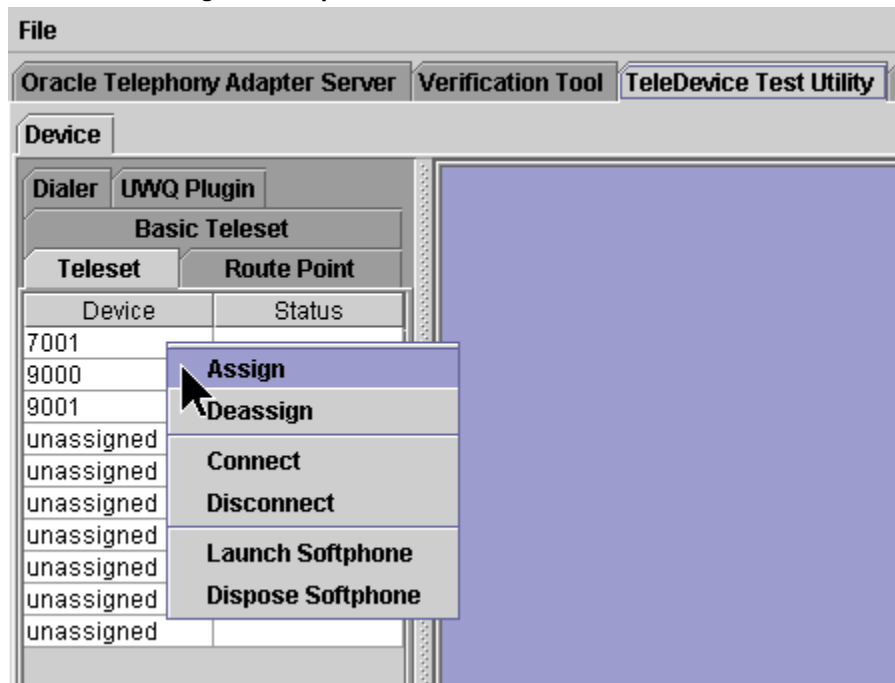 File
Oracle Telephony Adapter Server Verification Tool TeleDevice Test Utility
Device
Dialer UWQ Plugin
Basic Teleset
Teleset Route Point
Device Status
7001
9000
9001
unassigned
unassigned
unassigned
unassigned
unassigned
unassigned
unassigned
Assign
Deassign
Connect
Disconnect
Launch Softphone
Dispose Softphone